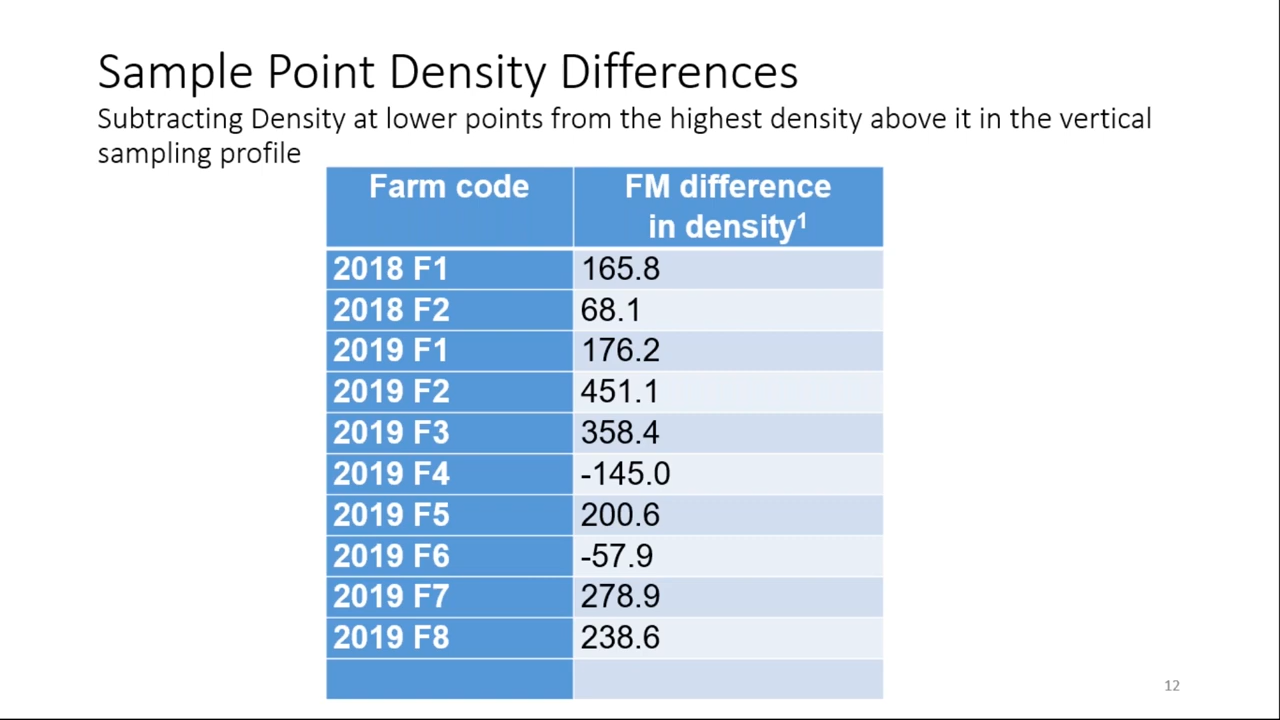 Sample Point Density Differences
Subtracting Density at lower points from the highest density above it in the vertical
sampling profile
Farm code FM difference
in density¹
2018 F1 165.8
2018 F2 68.1
2019 F1 176.2
2019 F2 451.1
2019 F3 358.4
2019 F4 -145.0
2019 F5 200.6
2019 F6 -57.9
2019 F7 278.9
2019 F8 238.6
12